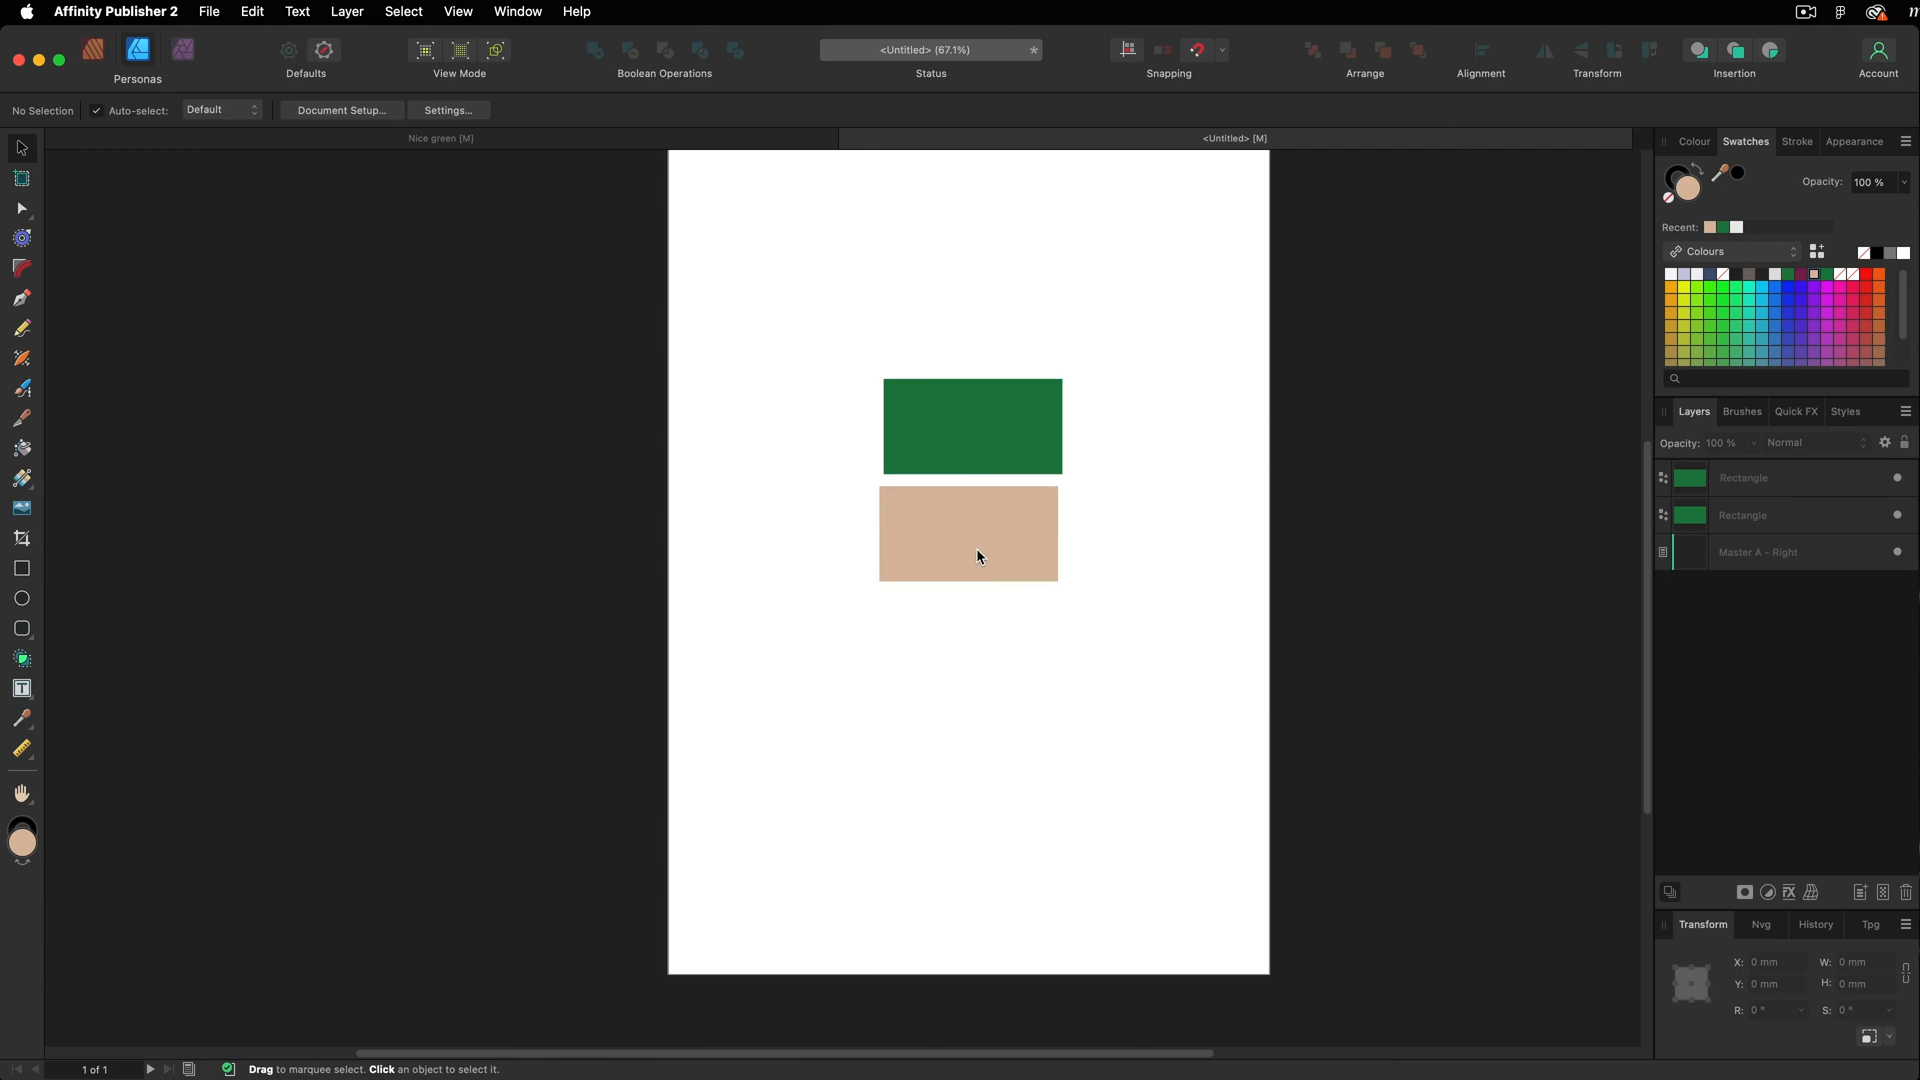 Affinity Publisher 2 File Edit Text Layer Select View Window Help
Personas Defaults View Mode Boolean Operations <Untitled> (67.1%) * Status Snapping Arrange Alignment Transform Insertion Account
No Selection Auto-select: Default Document Setup... Settings...
Nice green [M] <Untitled> [M]
Colour Swatches Stroke Appearance
Opacity: 100 %
Recent:
Colours
Layers Brushes Quick FX Styles
Opacity: 100 % Normal
Rectangle
Rectangle
Master A - Right
FX
Transform Nvg History Tpg
X: 0 mm W: 0 mm
Y: 0 mm H: 0 mm
R: 0 ° S: 0 °
1 of 1 Drag to marquee select. Click an object to select it.